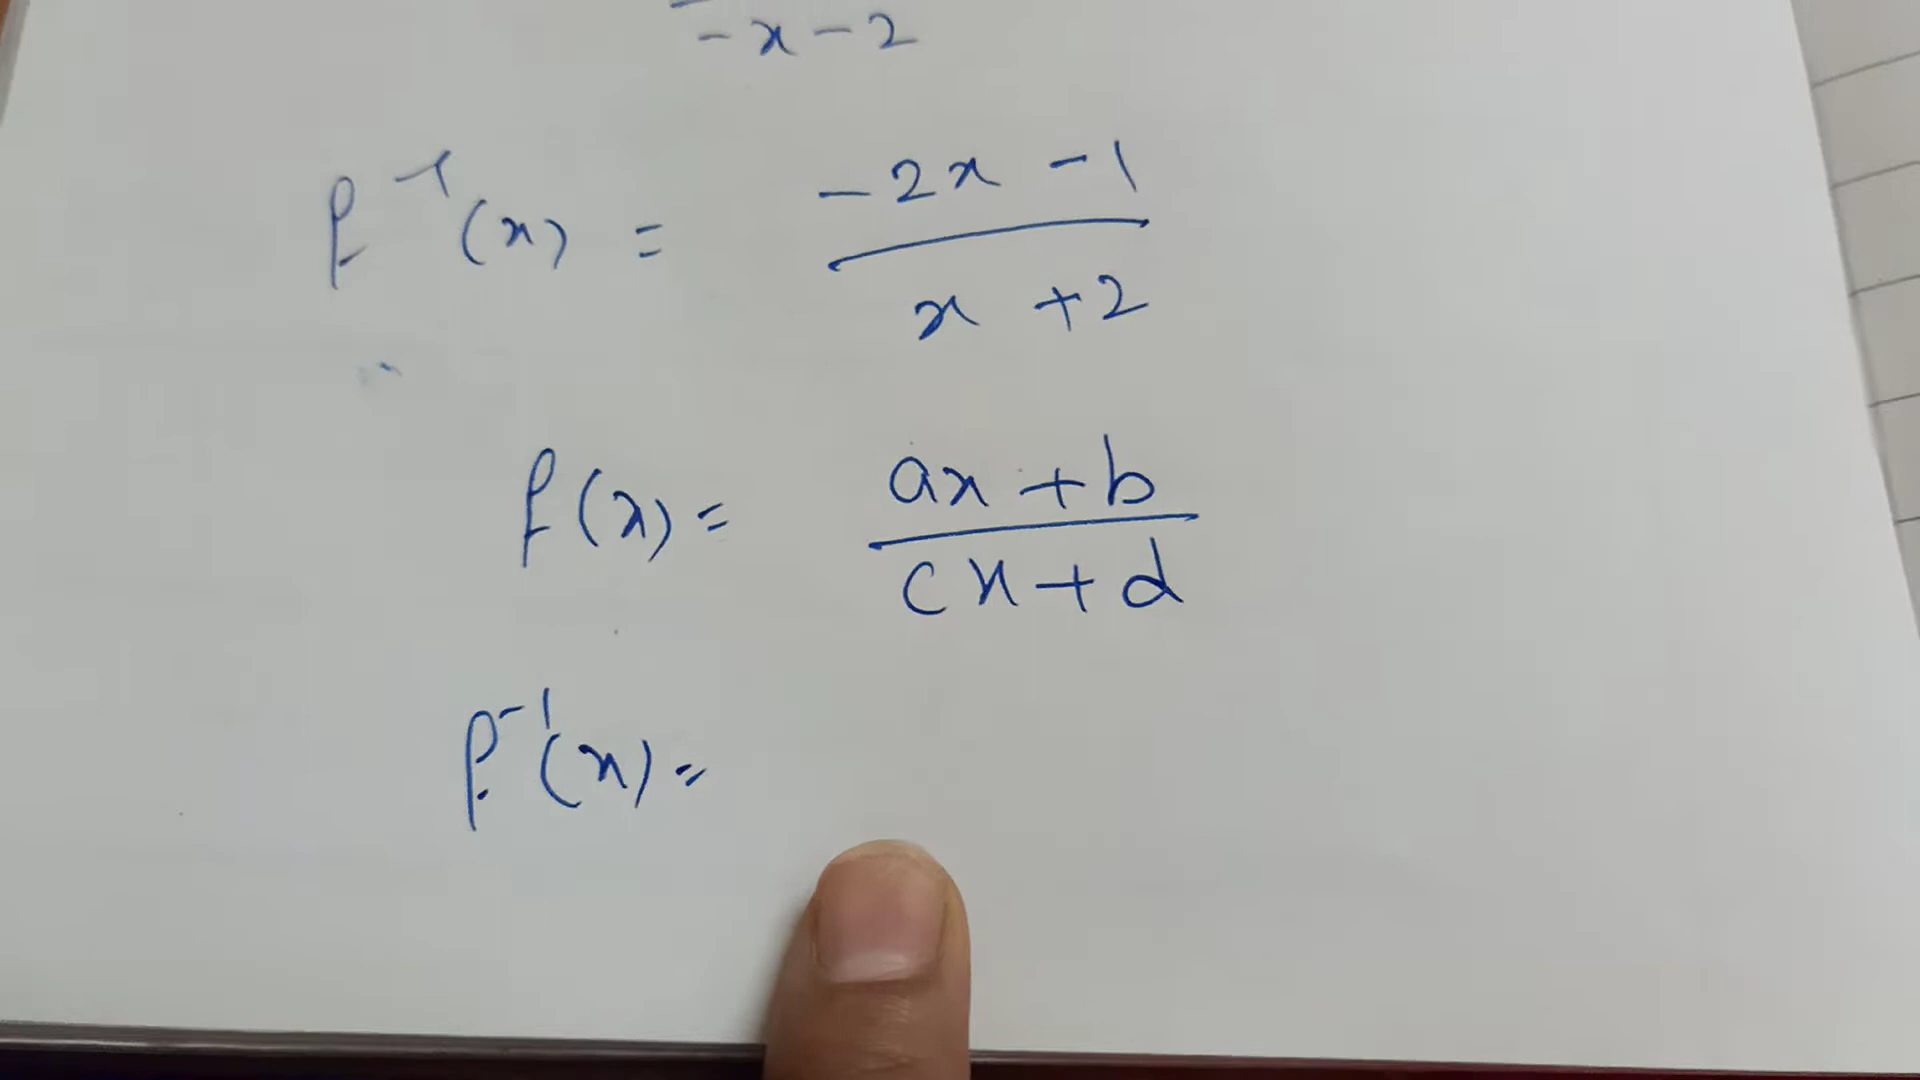 -x-2
f⁻¹(x) = (-2x -1)/(x +2)
f(x) = (ax+b)/(cx+d)
f⁻¹(x) =